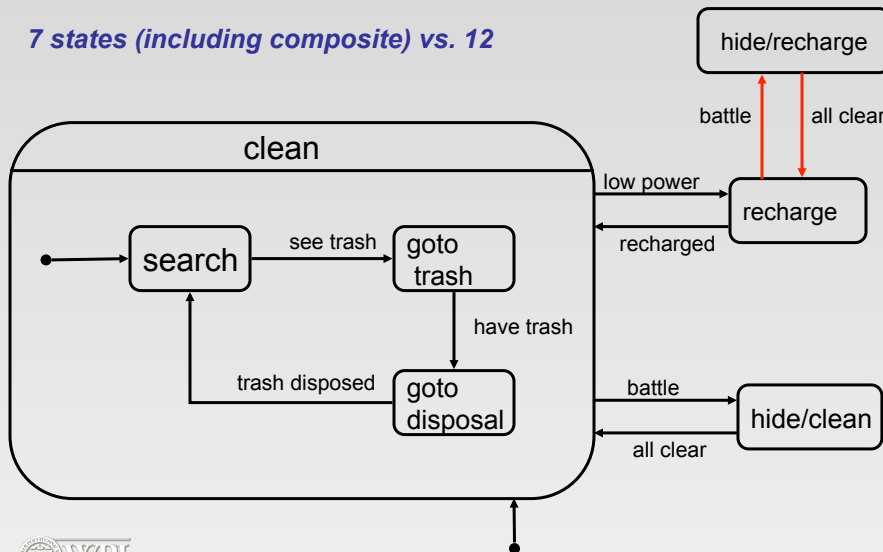 7 states (including composite) vs. 12
hide/recharge
battle
all clear
clean
low power
recharge
recharged
search
see trash
goto
trash
have trash
trash disposed
goto
disposal
battle
hide/clean
all clear
WPI